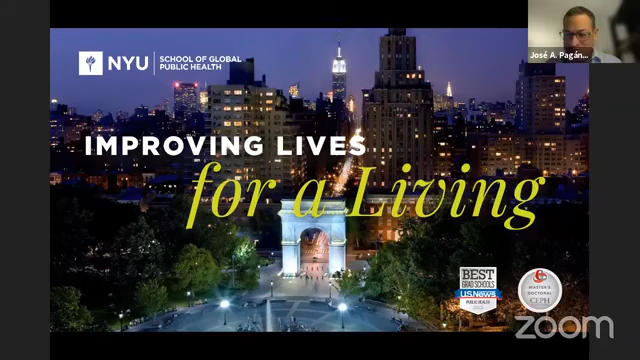 NYU
SCHOOL OF GLOBAL
PUBLIC HEALTH
José A. Pagán...
IMPROVING LIVES
for a Living
BEST
GRAD SCHOOLS
U.S.News
PUBLIC HEALTH
MASTER'S
DOCTORAL
CEPH
zoom